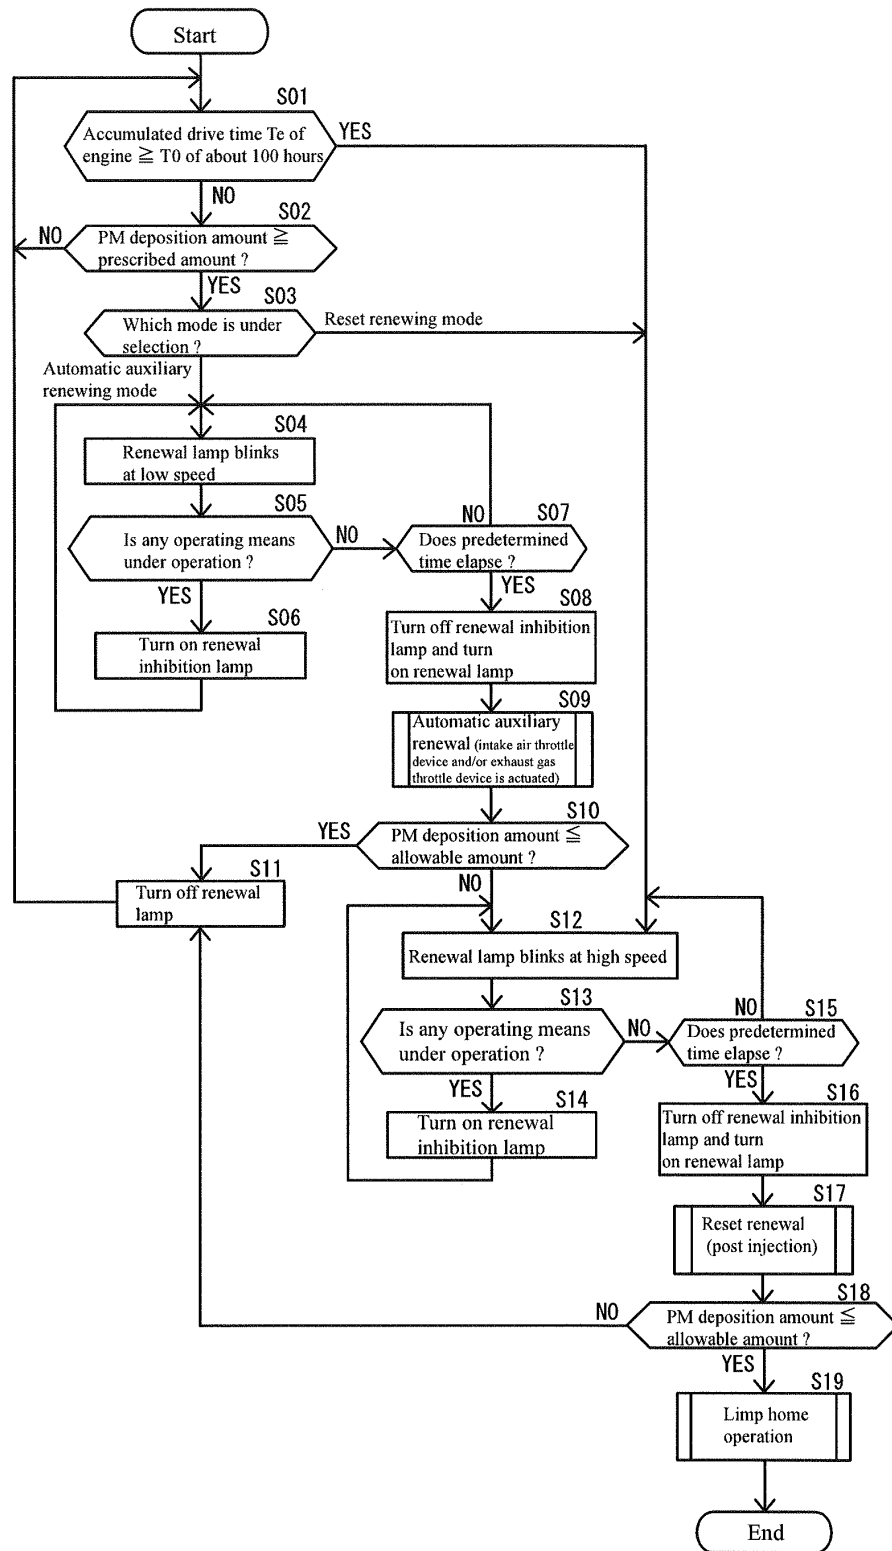 Start
S01
Accumulated drive time Te of
engine ≧ T0 of about 100 hours
YES
NO
S02
NO
PM deposition amount ≧
prescribed amount ?
YES
S03
Which mode is under
selection ?
Reset renewing mode
Automatic auxiliary
renewing mode
S04
Renewal lamp blinks
at low speed
S05
Is any operating means
under operation ?
NO
NO
S07
Does predetermined
time elapse ?
YES
S06
Turn on renewal
inhibition lamp
YES
S08
Turn off renewal inhibition
lamp and turn
on renewal lamp
S09
Automatic auxiliary
renewal (intake air throttle
device and/or exhaust gas
throttle device is actuated)
S10
YES
PM deposition amount ≦
allowable amount ?
NO
S11
Turn off renewal
lamp
S12
Renewal lamp blinks at high speed
S13
Is any operating means
under operation ?
NO
NO
S15
Does predetermined
time elapse ?
YES
S14
Turn on renewal
inhibition lamp
YES
S16
Turn off renewal inhibition
lamp and turn
on renewal lamp
S17
Reset renewal
(post injection)
S18
NO
PM deposition amount ≦
allowable amount ?
YES
S19
Limp home
operation
End